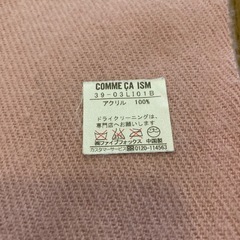 COMME ÇA ISM
39-03LI01B
アクリル 100%
ドライクリーニングは、
専門店へお願いします
㈱ファイブフォックス 中国製
カスタマーサービス 0120-114563